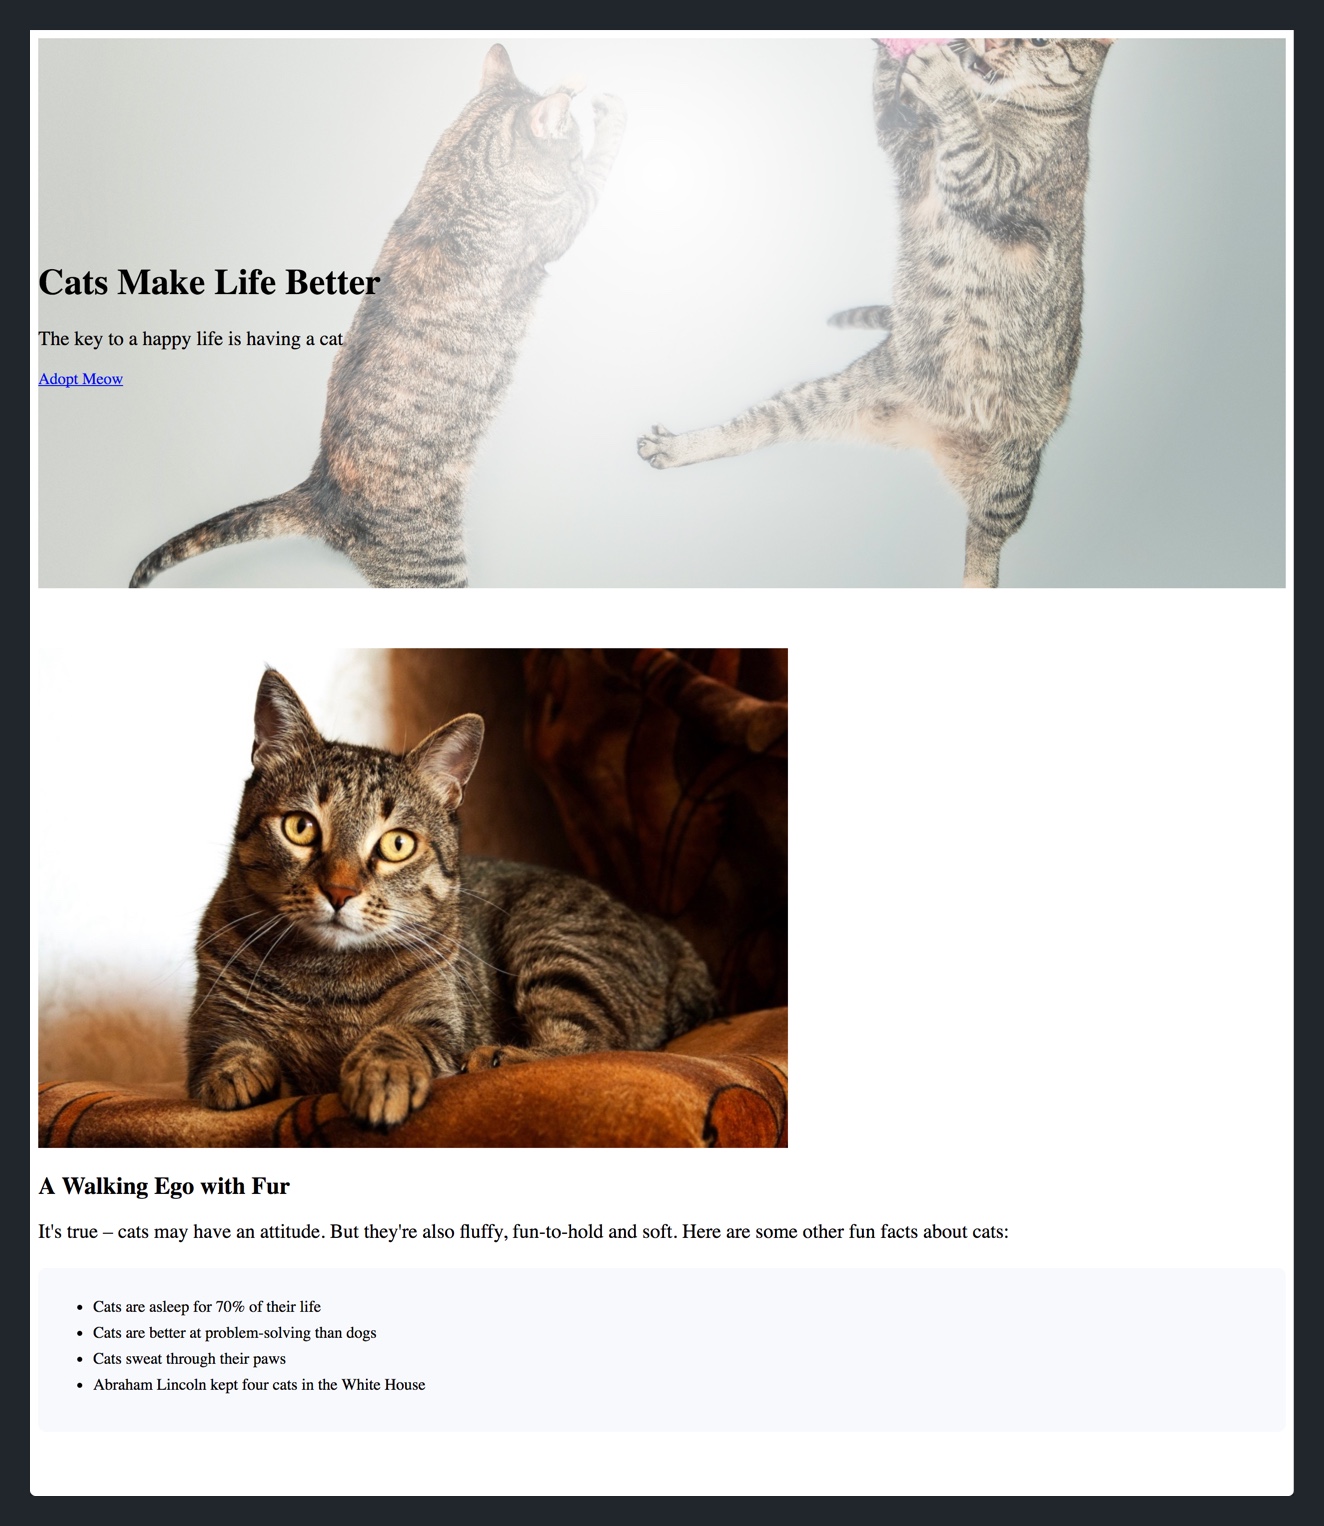 Cats Make Life Better
The key to a happy life is having a cat
Adopt Meow
A Walking Ego with Fur
It's true – cats may have an attitude. But they're also fluffy, fun-to-hold and soft. Here are some other fun facts about cats:
• Cats are asleep for 70% of their life
• Cats are better at problem-solving than dogs
• Cats sweat through their paws
• Abraham Lincoln kept four cats in the White House